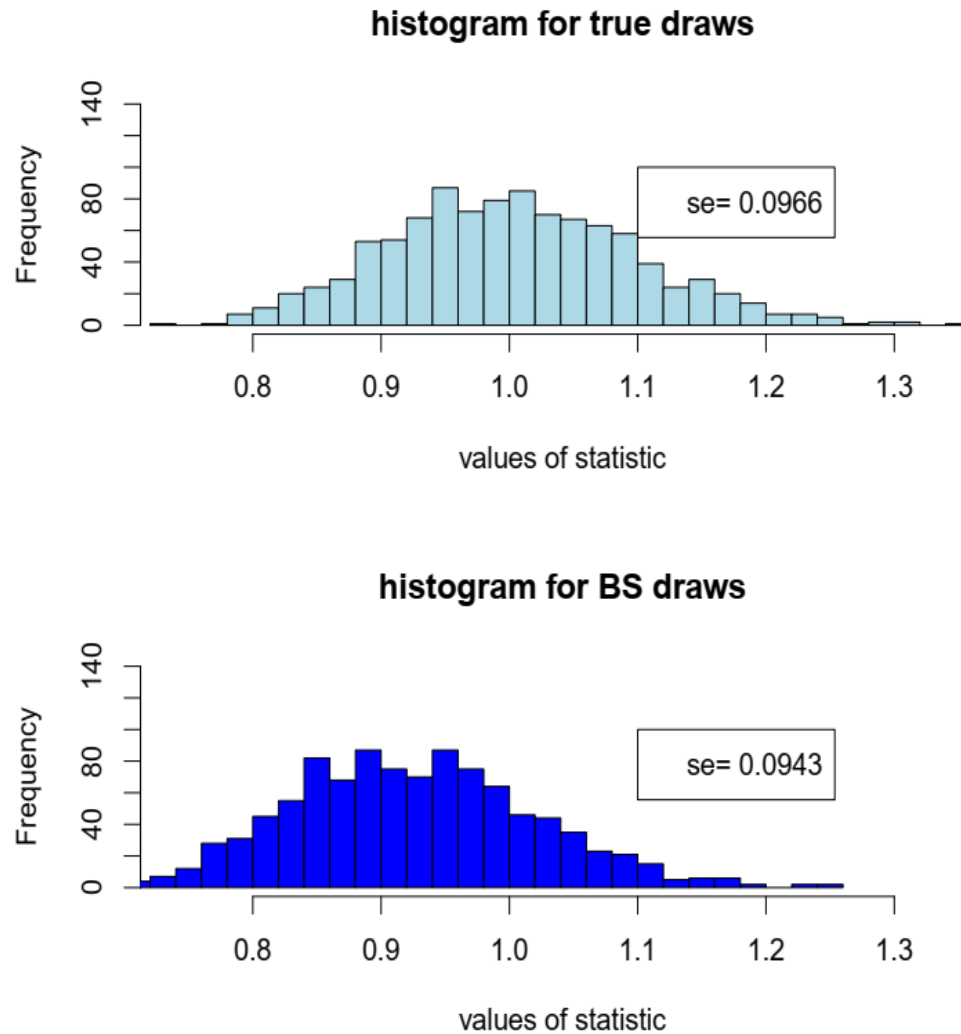 histogram for true draws
Frequency
140
80
40
0
se= 0.0966
0.8 0.9 1.0 1.1 1.2 1.3
values of statistic
histogram for BS draws
Frequency
140
80
40
0
se= 0.0943
0.8 0.9 1.0 1.1 1.2 1.3
values of statistic